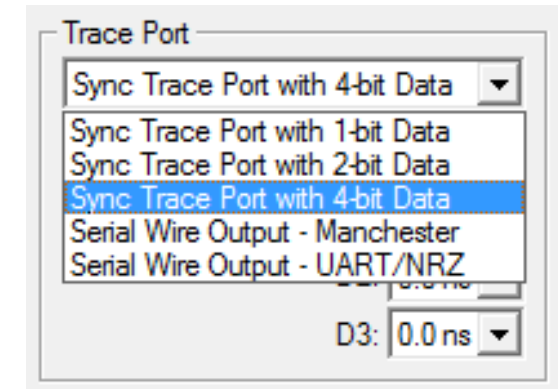 Trace Port
Sync Trace Port with 4-bit Data
Sync Trace Port with 1-bit Data
Sync Trace Port with 2-bit Data
Sync Trace Port with 4-bit Data
Serial Wire Output - Manchester
Serial Wire Output - UART/NRZ
D3: 0.0 ns